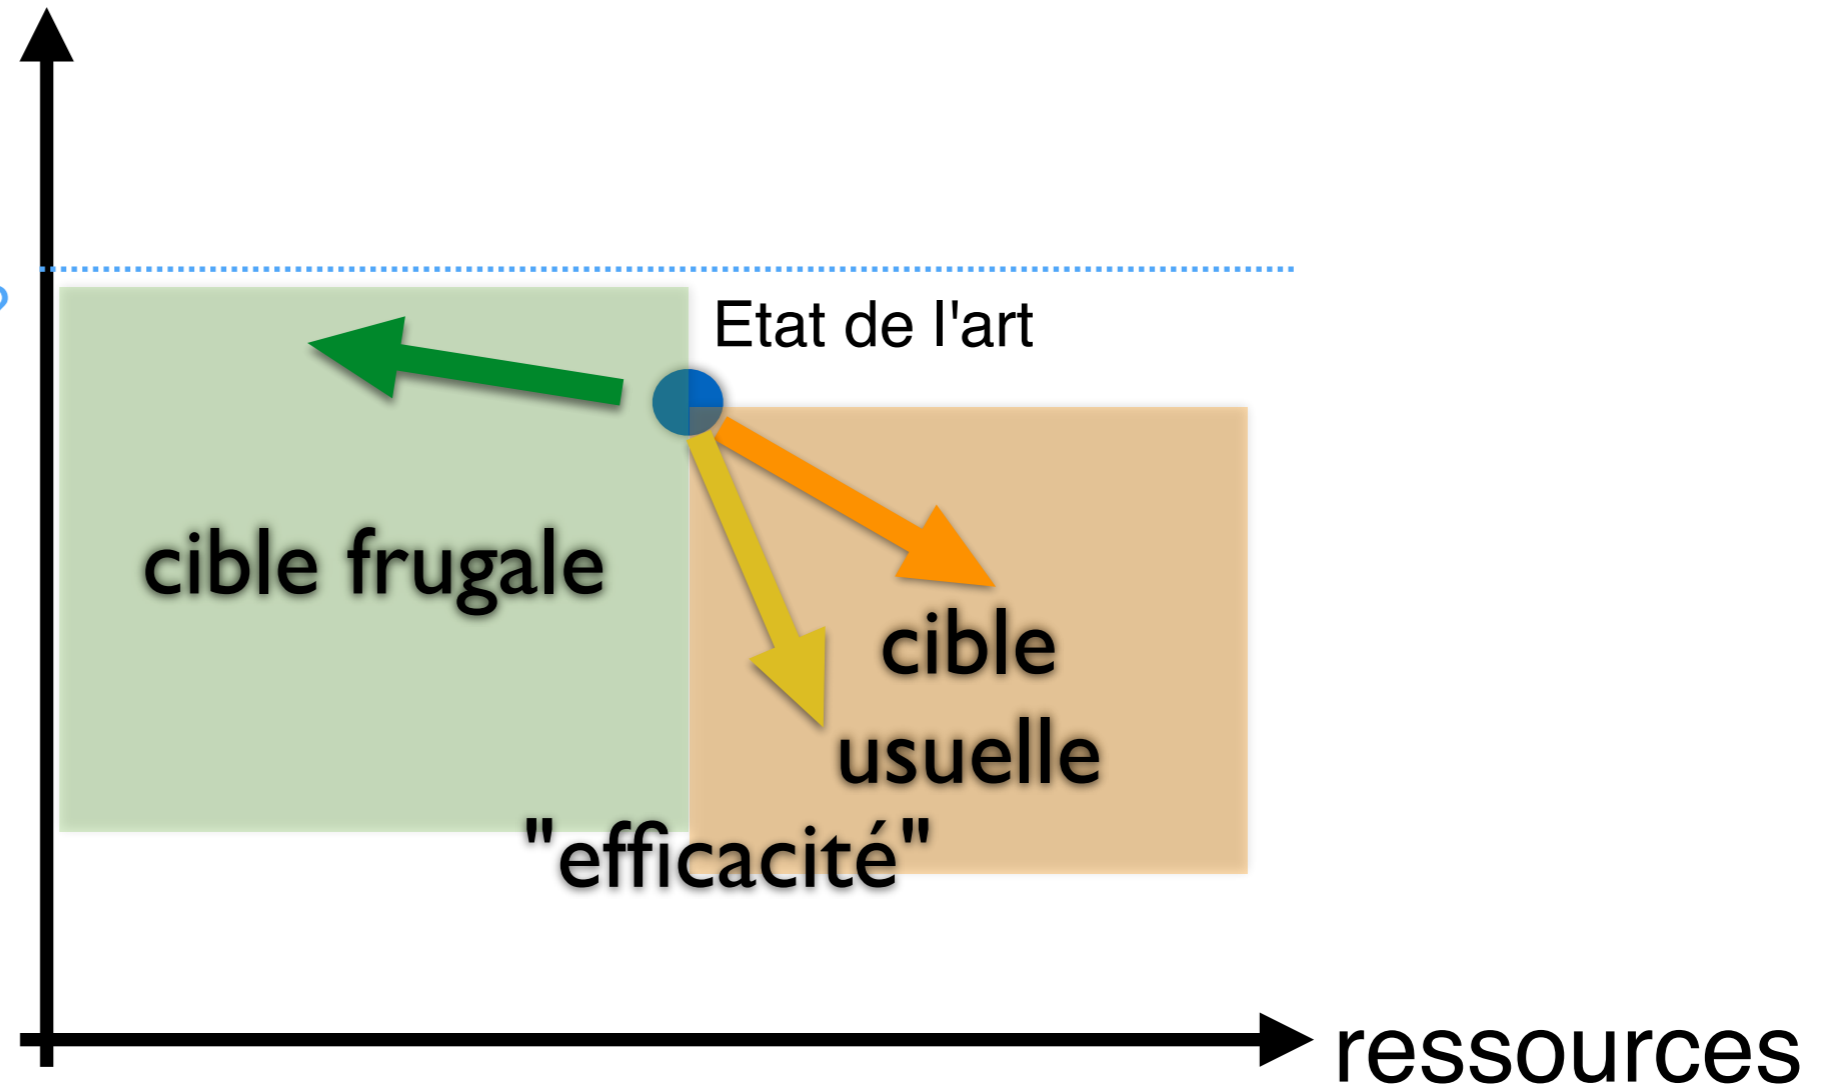 Etat de l'art
cible frugale
cible
usuelle
"efficacité"
ressources